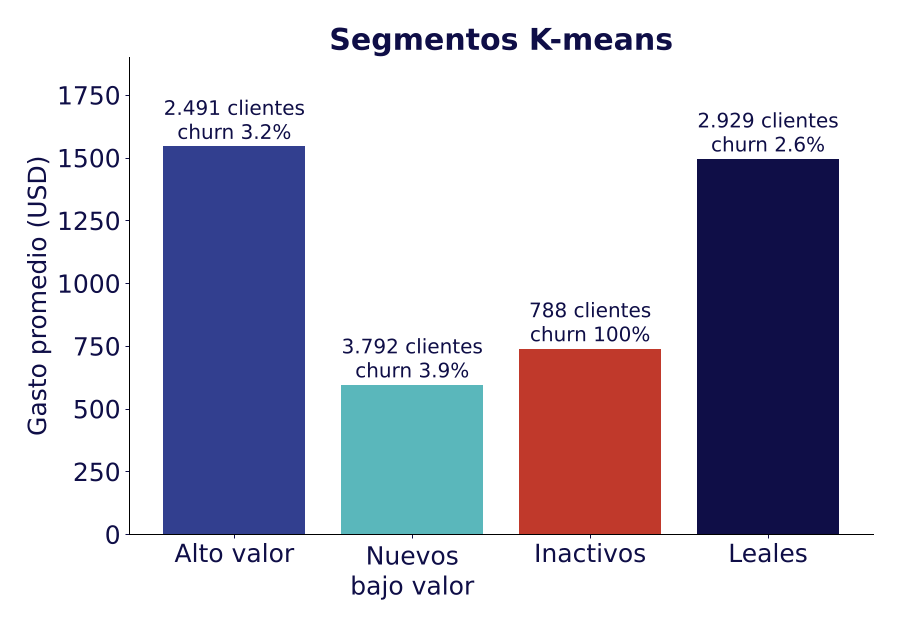 Segmentos K-means
Gasto promedio (USD)
1750
1500
1250
1000
750
500
250
0
2.491 clientes
churn 3.2%
3.792 clientes
churn 3.9%
788 clientes
churn 100%
2.929 clientes
churn 2.6%
Alto valor
Nuevos
bajo valor
Inactivos
Leales